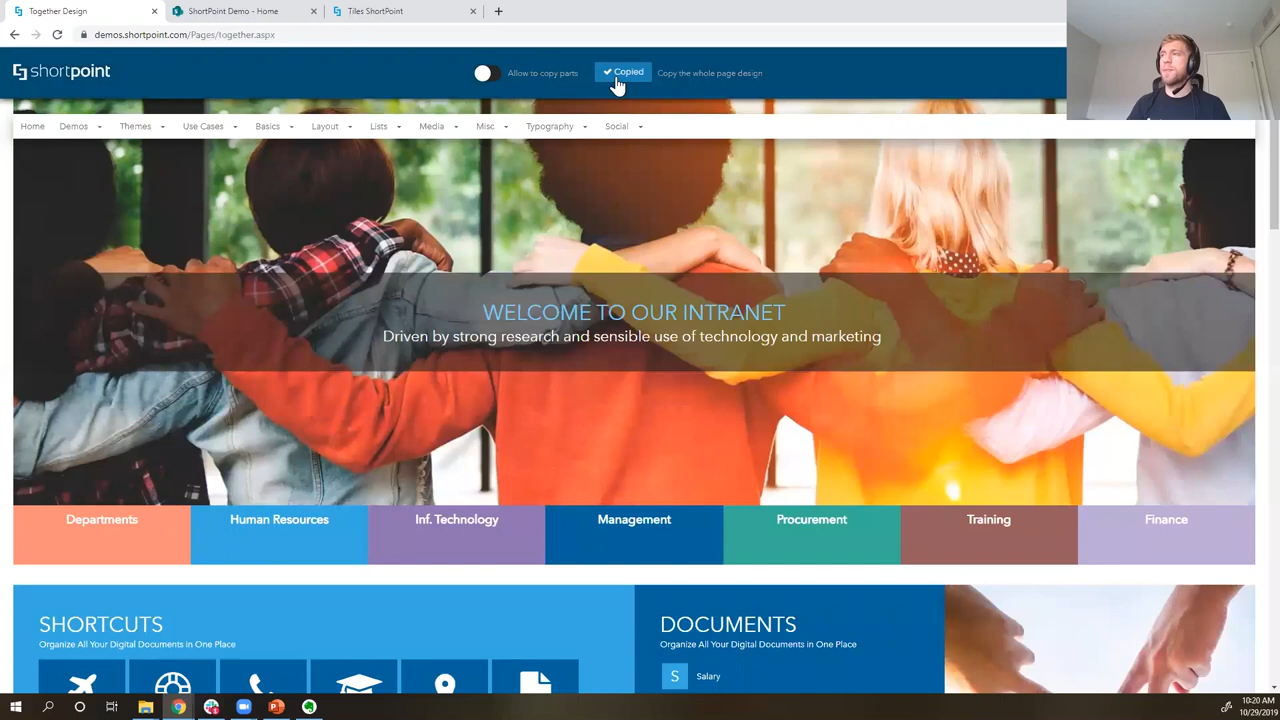 Together Design
ShortPoint Demo - Home
Tiles ShortPoint
demos.shortpoint.com/Pages/together.aspx
shortpoint
Allow to copy parts
Copied
Copy the whole page design
Home Demos Themes Use Cases Basics Layout Lists Media Misc Typography Social
WELCOME TO OUR INTRANET
Driven by strong research and sensible use of technology and marketing
Departments Human Resources Inf. Technology Management Procurement Training Finance
SHORTCUTS
Organize All Your Digital Documents in One Place
DOCUMENTS
Organize All Your Digital Documents in One Place
S Salary
10:20 AM
10/29/2019